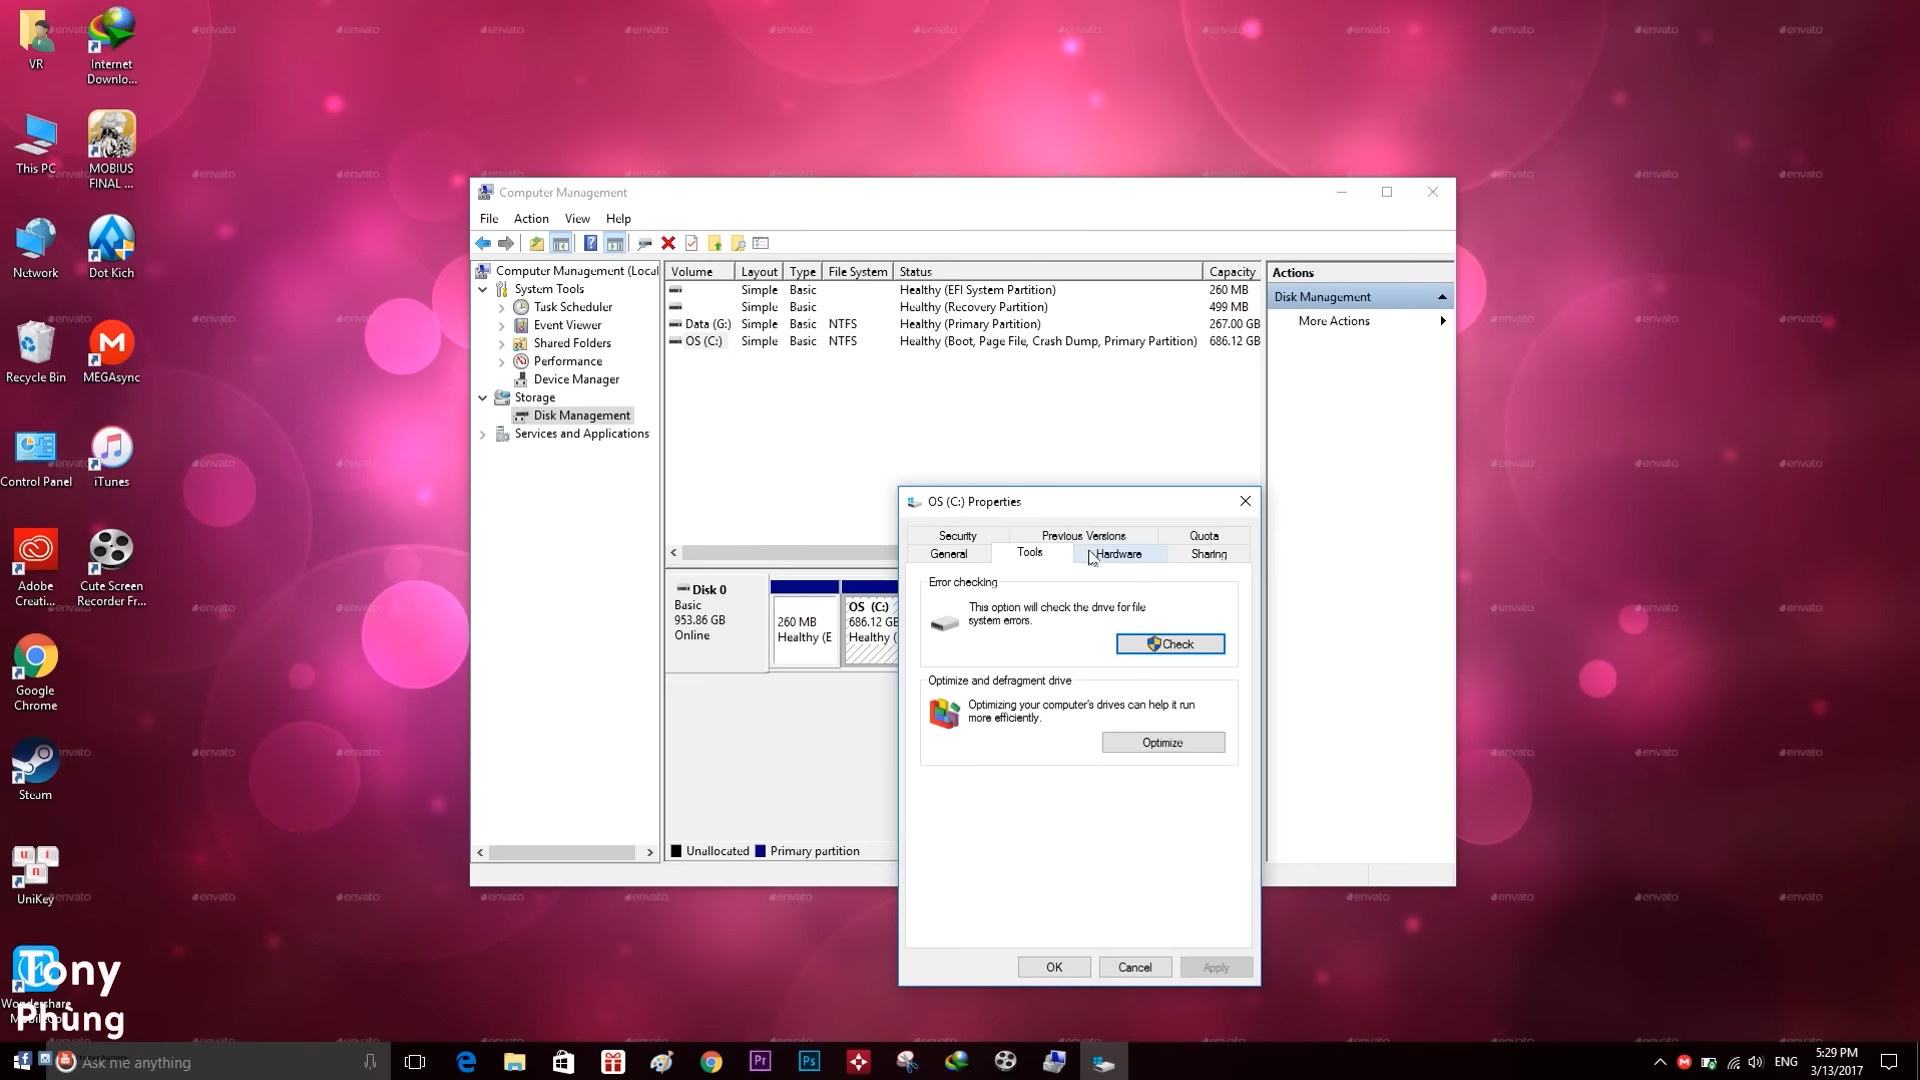 VR
Internet
Downlo...
This PC
MOBIUS
FINAL ...
Network
Dot Kich
Recycle Bin
MEGAsync
Control Panel
iTunes
Adobe
Creati...
Cute Screen
Recorder Fr...
Google
Chrome
Steam
UniKey
Wondershare
Tony
Phùng
envato
Computer Management
File Action View Help
Computer Management (Local
System Tools
Task Scheduler
Event Viewer
Shared Folders
Performance
Device Manager
Storage
Disk Management
Services and Applications
Volume Layout Type File System Status Capacity
Simple Basic Healthy (EFI System Partition) 260 MB
Simple Basic Healthy (Recovery Partition) 499 MB
Data (G:) Simple Basic NTFS Healthy (Primary Partition) 267.00 GB
OS (C:) Simple Basic NTFS Healthy (Boot, Page File, Crash Dump, Primary Partition) 686.12 GB
Actions
Disk Management
More Actions
Disk 0
Basic
953.86 GB
Online
260 MB
Healthy (E
OS (C:)
686.12 GE
Healthy (
Unallocated Primary partition
OS (C:) Properties
Security Previous Versions Quota
General Tools Hardware Sharing
Error checking
This option will check the drive for file
system errors.
Check
Optimize and defragment drive
Optimizing your computer's drives can help it run
more efficiently.
Optimize
OK Cancel Apply
Ask me anything
Pr
Ps
ENG
5:29 PM
3/13/2017